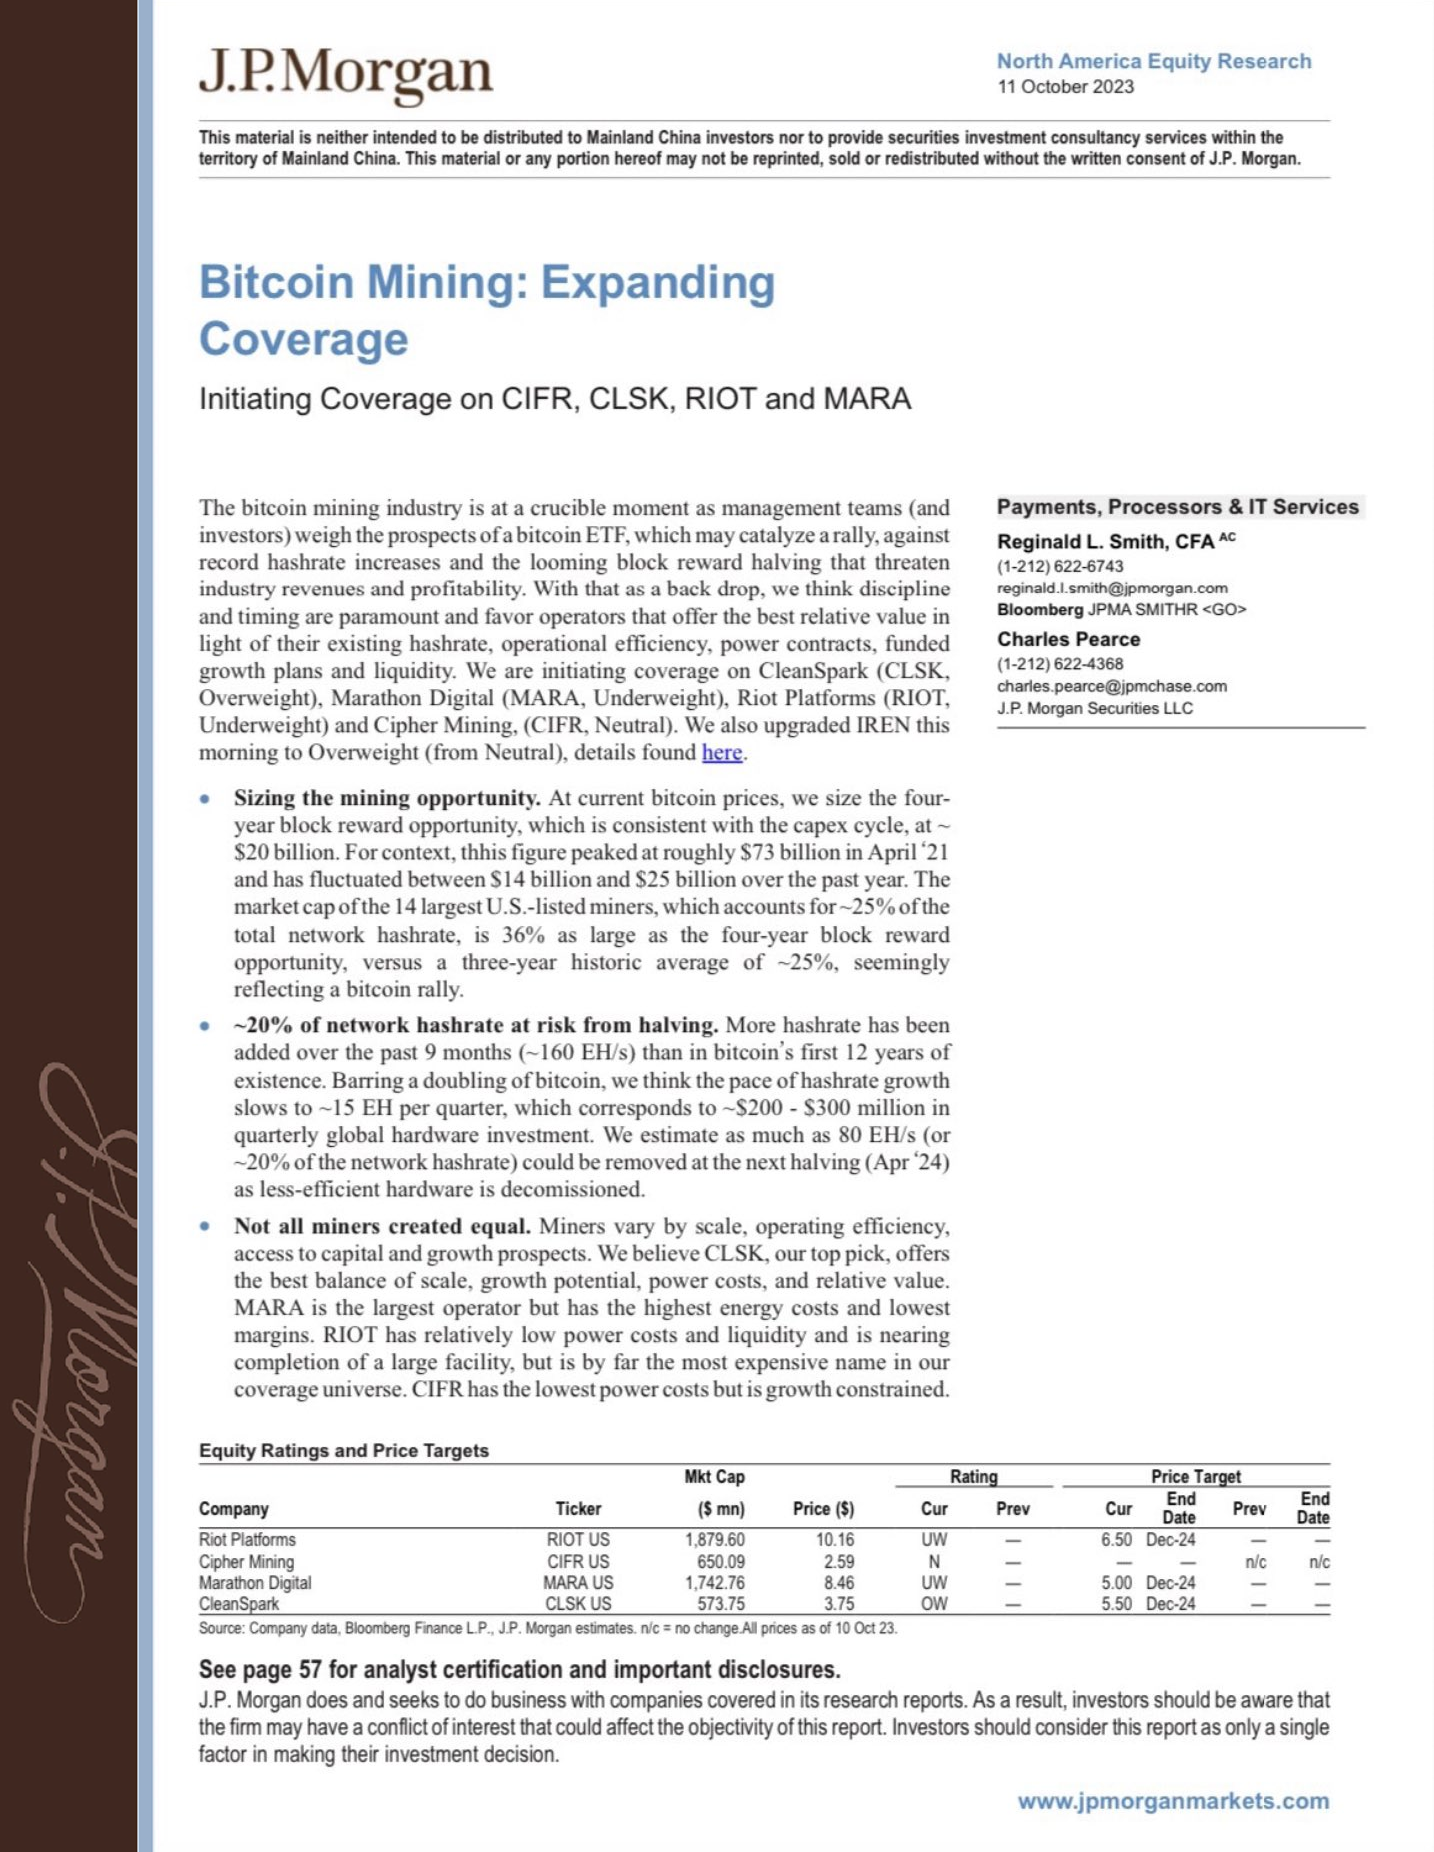 J.P.Morgan
North America Equity Research
11 October 2023
This material is neither intended to be distributed to Mainland China investors nor to provide securities investment consultancy services within the
territory of Mainland China. This material or any portion hereof may not be reprinted, sold or redistributed without the written consent of J.P. Morgan.
Bitcoin Mining: Expanding
Coverage
Initiating Coverage on CIFR, CLSK, RIOT and MARA
The bitcoin mining industry is at a crucible moment as management teams (and
investors) weigh the prospects of a bitcoin ETF, which may catalyze a rally, against
record hashrate increases and the looming block reward halving that threaten
industry revenues and profitability. With that as a back drop, we think discipline
and timing are paramount and favor operators that offer the best relative value in
light of their existing hashrate, operational efficiency, power contracts, funded
growth plans and liquidity. We are initiating coverage on CleanSpark (CLSK,
Overweight), Marathon Digital (MARA, Underweight), Riot Platforms (RIOT,
Underweight) and Cipher Mining, (CIFR, Neutral). We also upgraded IREN this
morning to Overweight (from Neutral), details found here.
• Sizing the mining opportunity. At current bitcoin prices, we size the four-
year block reward opportunity, which is consistent with the capex cycle, at ~
$20 billion. For context, thhis figure peaked at roughly $73 billion in April ‘21
and has fluctuated between $14 billion and $25 billion over the past year. The
market cap of the 14 largest U.S.-listed miners, which accounts for ~25% of the
total network hashrate, is 36% as large as the four-year block reward
opportunity, versus a three-year historic average of ~25%, seemingly
reflecting a bitcoin rally.
• ~20% of network hashrate at risk from halving. More hashrate has been
added over the past 9 months (~160 EH/s) than in bitcoin’s first 12 years of
existence. Barring a doubling of bitcoin, we think the pace of hashrate growth
slows to ~15 EH per quarter, which corresponds to ~$200 - $300 million in
quarterly global hardware investment. We estimate as much as 80 EH/s (or
~20% of the network hashrate) could be removed at the next halving (Apr ‘24)
as less-efficient hardware is decomissioned.
• Not all miners created equal. Miners vary by scale, operating efficiency,
access to capital and growth prospects. We believe CLSK, our top pick, offers
the best balance of scale, growth potential, power costs, and relative value.
MARA is the largest operator but has the highest energy costs and lowest
margins. RIOT has relatively low power costs and liquidity and is nearing
completion of a large facility, but is by far the most expensive name in our
coverage universe. CIFR has the lowest power costs but is growth constrained.
Payments, Processors & IT Services
Reginald L. Smith, CFA AC
(1-212) 622-6743
reginald.l.smith@jpmorgan.com
Bloomberg JPMA SMITHR <GO>
Charles Pearce
(1-212) 622-4368
charles.pearce@jpmchase.com
J.P. Morgan Securities LLC
J.P. Morgan
Equity Ratings and Price Targets
Mkt Cap Rating Price Target
Company Ticker ($ mn) Price ($) Cur Prev Cur End Date Prev End Date
Riot Platforms RIOT US 1,879.60 10.16 UW — 6.50 Dec-24 — —
Cipher Mining CIFR US 650.09 2.59 N — — — n/c n/c
Marathon Digital MARA US 1,742.76 8.46 UW — 5.00 Dec-24 — —
CleanSpark CLSK US 573.75 3.75 OW — 5.50 Dec-24 — —
Source: Company data, Bloomberg Finance L.P., J.P. Morgan estimates. n/c = no change.All prices as of 10 Oct 23.
See page 57 for analyst certification and important disclosures.
J.P. Morgan does and seeks to do business with companies covered in its research reports. As a result, investors should be aware that
the firm may have a conflict of interest that could affect the objectivity of this report. Investors should consider this report as only a single
factor in making their investment decision.
www.jpmorganmarkets.com